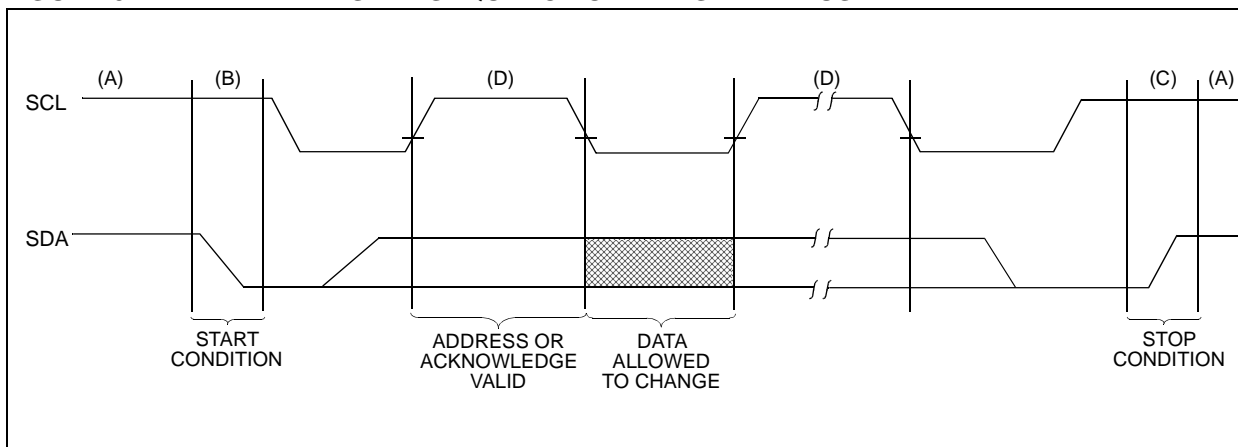 (A) (B) (D) (D) (C) (A)
SCL
SDA
START
CONDITION
ADDRESS OR
ACKNOWLEDGE
VALID
DATA
ALLOWED
TO CHANGE
STOP
CONDITION